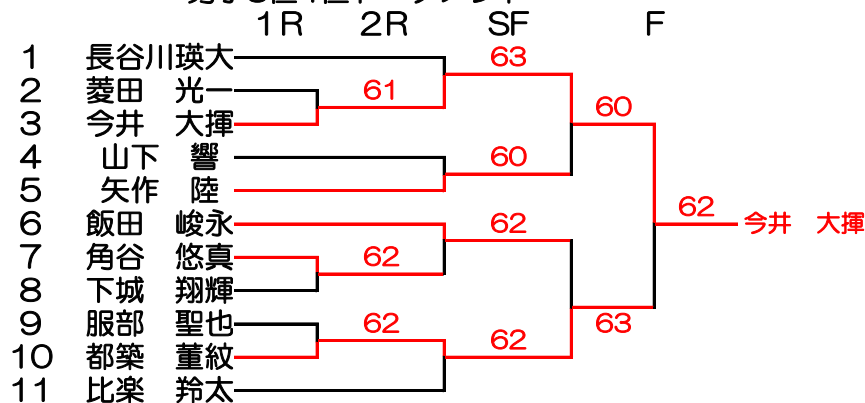 1R 2R SF F
1 長谷川 瑛大 63
2 菱田 光一 61
3 今井 大揮 60
4 山下 響 60
5 矢作 陸 62 今井 大揮
6 飯田 峻永 62
7 角谷 悠真 62
8 下城 翔輝
9 服部 聖也 62 63
10 都築 董紋 62
11 比楽 羚太